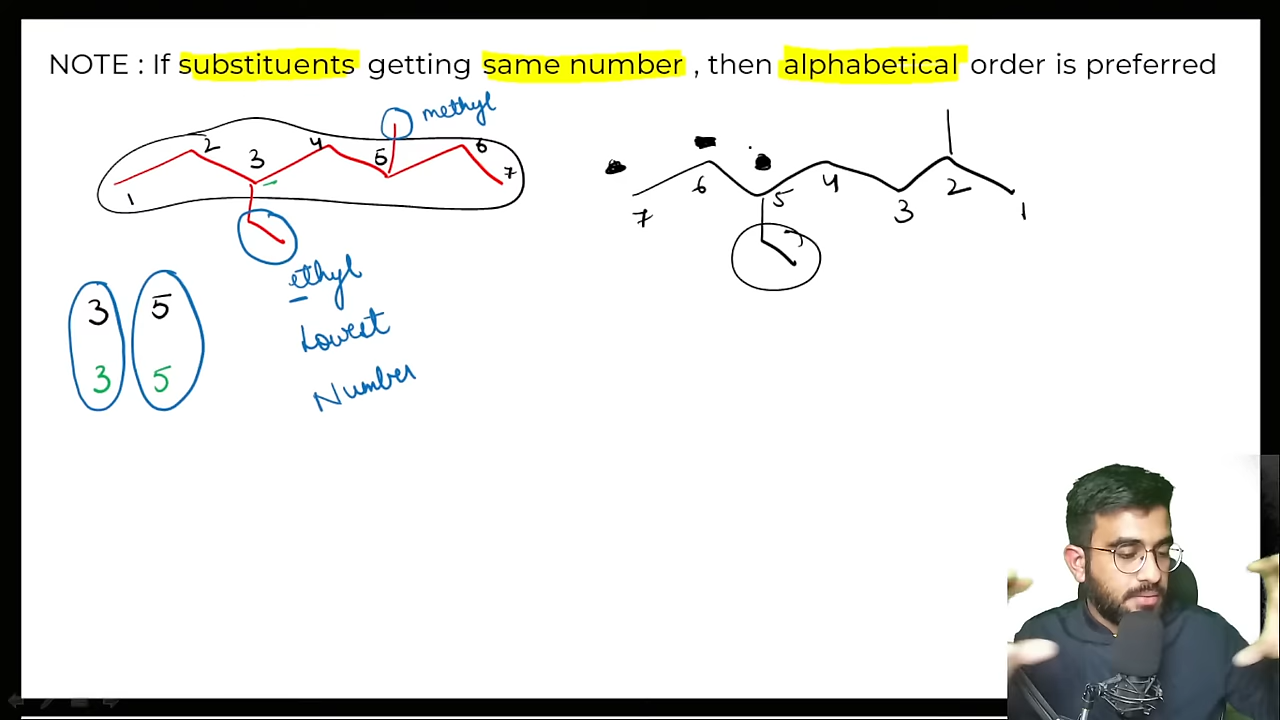 NOTE : If substituents getting same number , then alphabetical order is preferred
methyl
1 2 3 4 5 6 7
7 6 5 4 3 2 1
ethyl
Lowest
Number
3 5
3 5